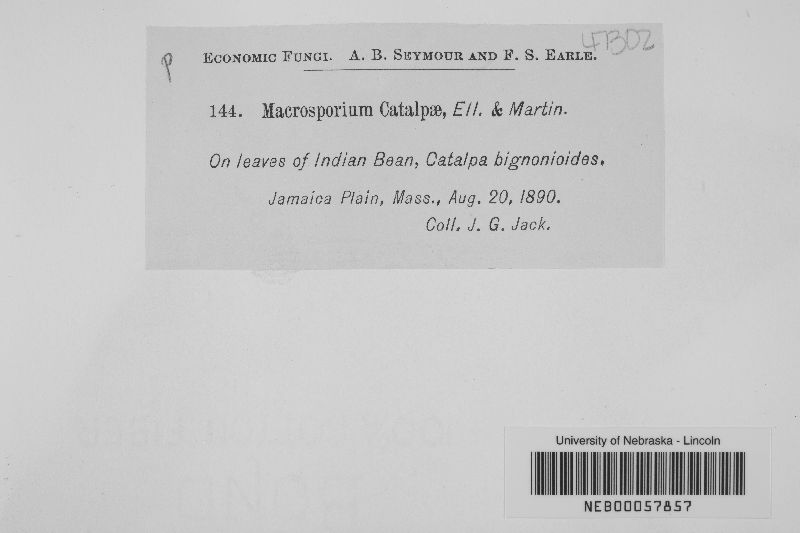 47302
P
ECONOMIC FUNGI. A. B. SEYMOUR AND F. S. EARLE.
144. Macrosporium Catalpæ, Ell. & Martin.
On leaves of Indian Bean, Catalpa bignonioides.
Jamaica Plain, Mass., Aug. 20, 1890.
Coll. J. G. Jack.
University of Nebraska - Lincoln
NEB00057857